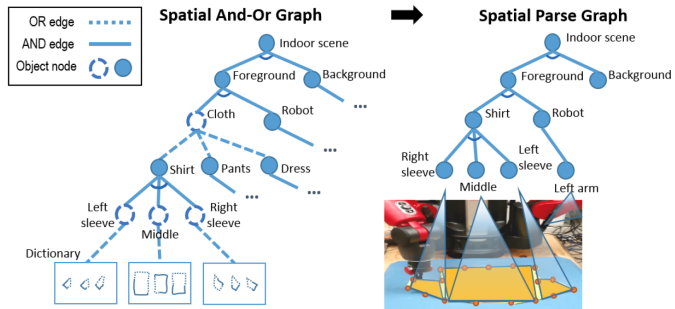 Spatial And-Or Graph
Spatial Parse Graph
OR edge
AND edge
Object node
Indoor scene
Foreground
Background
Cloth
Robot
...
...
Shirt
Pants
Dress
...
...
Left
sleeve
Middle
Right
sleeve
Dictionary
Indoor scene
Foreground
Background
Shirt
Robot
Right
sleeve
Middle
Left
sleeve
Left arm